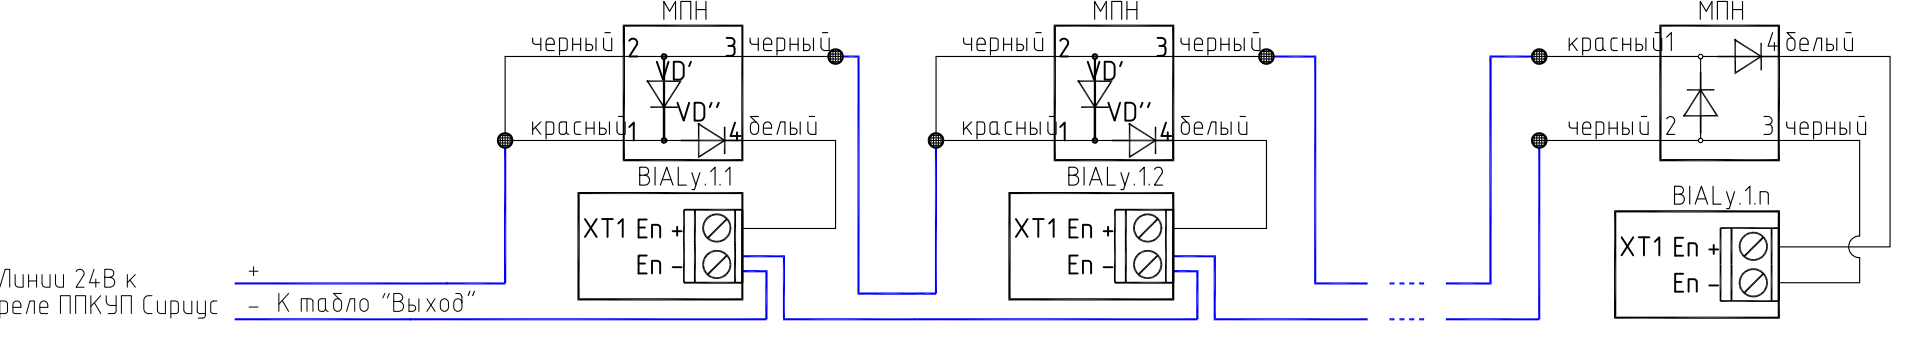 МПН
черный 2 3 черный
VD'
VD''
красный 1 4 белый
BIALy.1.1
XT1 En +
En -
МПН
черный 2 3 черный
VD'
VD''
красный 1 4 белый
BIALy.1.2
XT1 En +
En -
МПН
красный 1 4 белый
черный 2 3 черный
BIALy.1.n
XT1 En +
En -
Линии 24В к +
реле ППКУП Сириус - К табло "Выход"